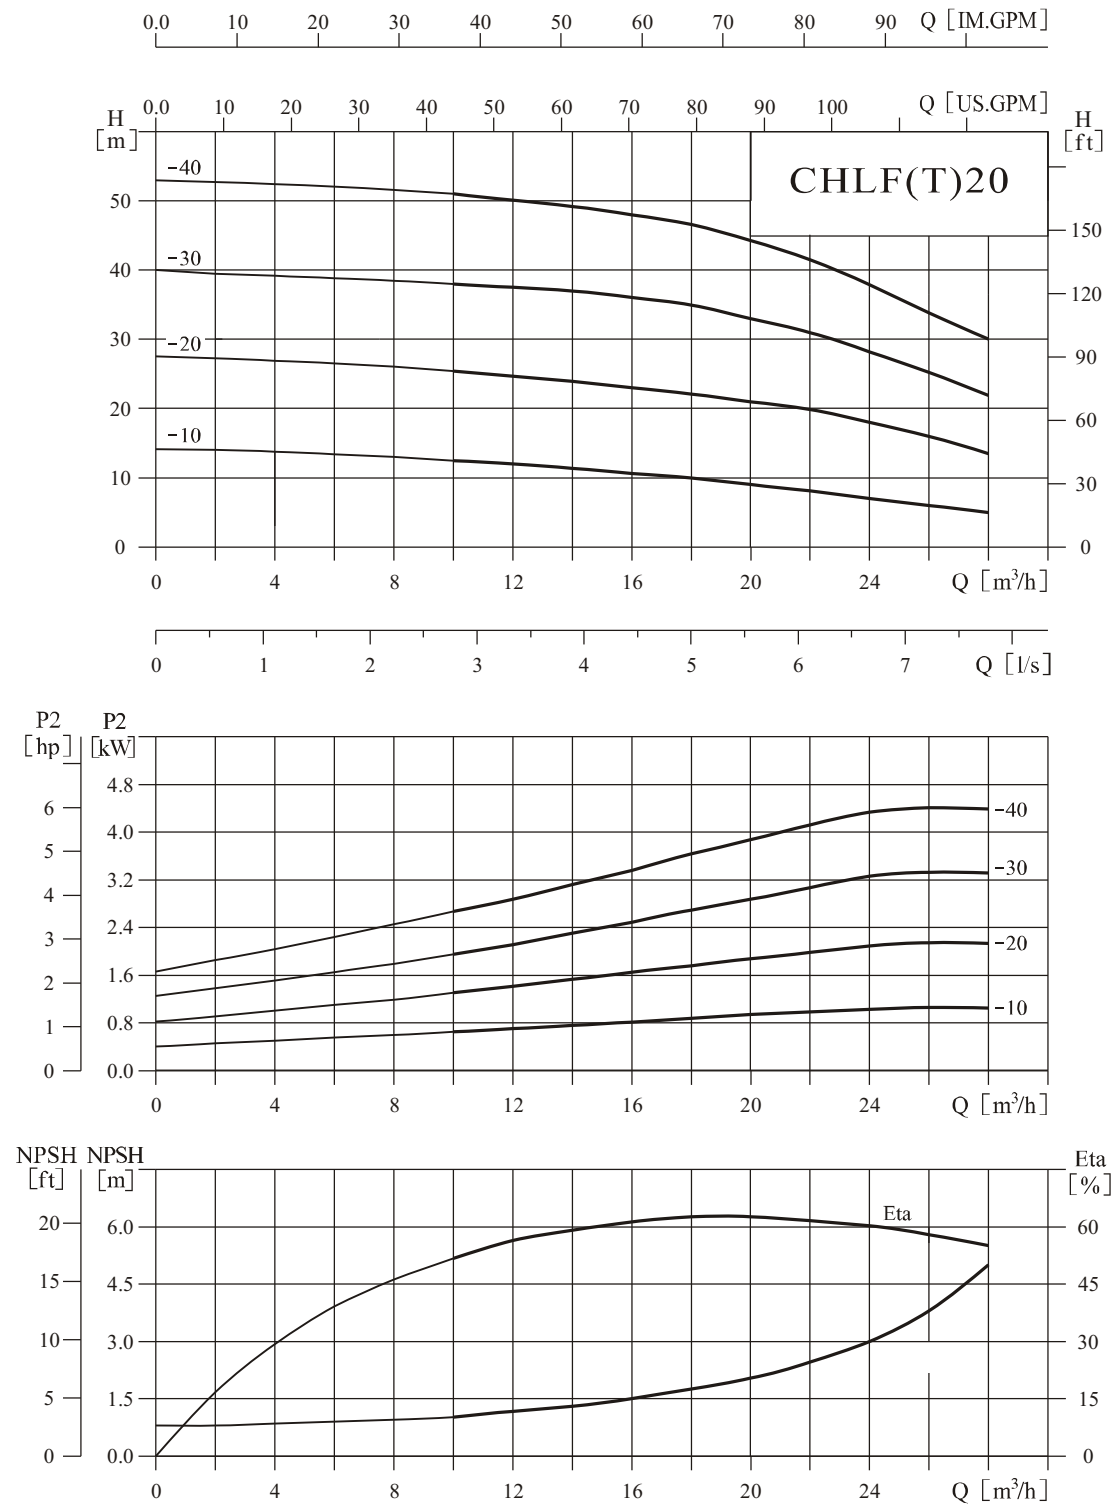 0.0 10 20 30 40 50 60 70 80 90 Q [IM.GPM]
0.0 10 20 30 40 50 60 70 80 90 100 Q [US.GPM]
H
[m]
H
[ft]
CHLF(T)20
-40
50
150
-30
40
120
-20
30
90
20
60
-10
10
30
0
0
0 4 8 12 16 20 24 Q [m³/h]
0 1 2 3 4 5 6 7 Q [l/s]
P2 P2
[hp] [kW]
4.8
6
-40
4.0
5
3.2
-30
4
2.4
3
-20
1.6
2
-10
0.8
1
0 0.0
0 4 8 12 16 20 24 Q [m³/h]
NPSH NPSH
[ft] [m]
Eta
[%]
Eta
20 6.0 60
15 4.5 45
10 3.0 30
5 1.5 15
0 0.0 0
0 4 8 12 16 20 24 Q [m³/h]